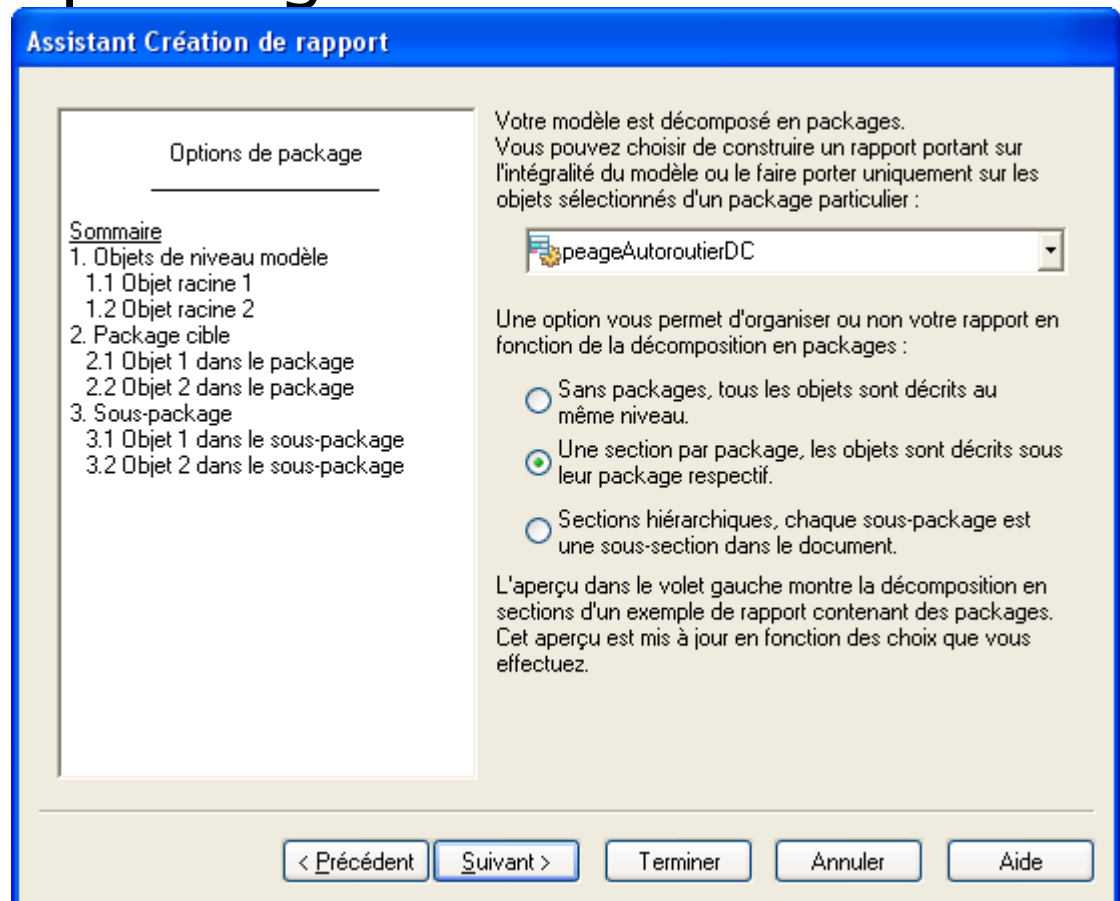 Assistant Création de rapport
Options de package
Sommaire
1. Objets de niveau modèle
1.1 Objet racine 1
1.2 Objet racine 2
2. Package cible
2.1 Objet 1 dans le package
2.2 Objet 2 dans le package
3. Sous-package
3.1 Objet 1 dans le sous-package
3.2 Objet 2 dans le sous-package
Votre modèle est décomposé en packages.
Vous pouvez choisir de construire un rapport portant sur
l'intégralité du modèle ou le faire porter uniquement sur les
objets sélectionnés d'un package particulier :
peageAutoroutierDC
Une option vous permet d'organiser ou non votre rapport en
fonction de la décomposition en packages :
Sans packages, tous les objets sont décrits au
même niveau.
Une section par package, les objets sont décrits sous
leur package respectif.
Sections hiérarchiques, chaque sous-package est
une sous-section dans le document.
L'aperçu dans le volet gauche montre la décomposition en
sections d'un exemple de rapport contenant des packages.
Cet aperçu est mis à jour en fonction des choix que vous
effectuez.
< Précédent
Suivant >
Terminer
Annuler
Aide